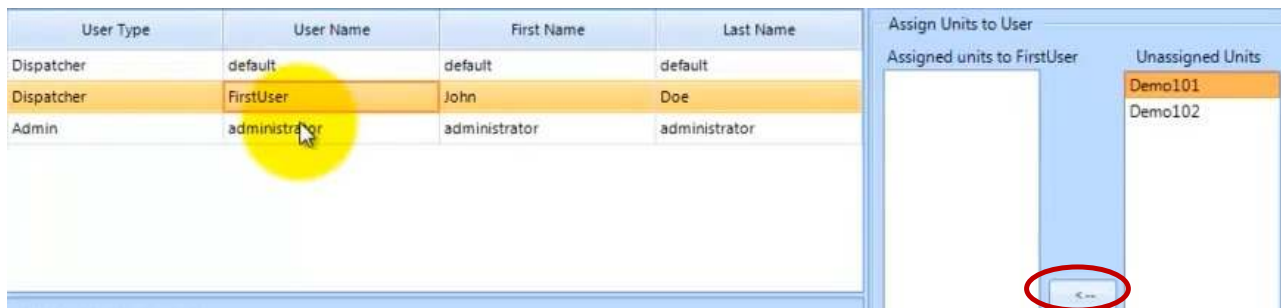 User Type User Name First Name Last Name
Dispatcher default default default
Dispatcher FirstUser John Doe
Admin administrator administrator administrator
Assign Units to User
Assigned units to FirstUser Unassigned Units
Demo101
Demo102
<--